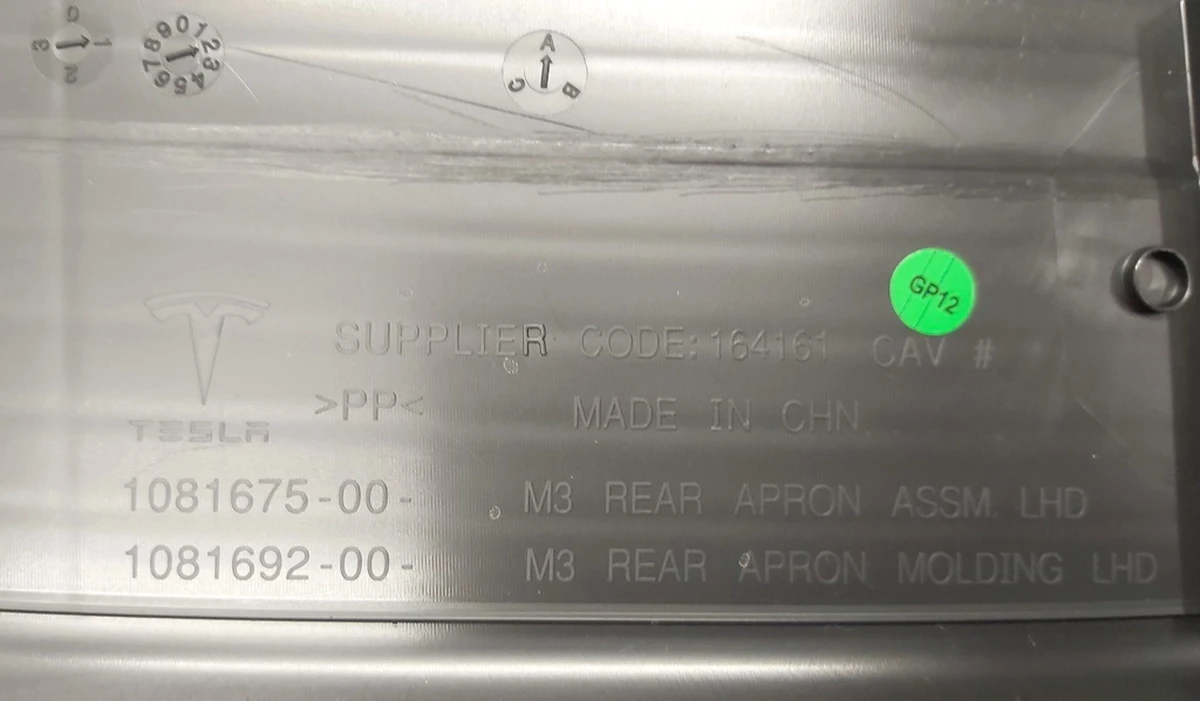 0 1 2 3
0 1 2 3 4 5 6 7 8 9
A B C
GP12
SUPPLIER CODE:164161 CAV #
>PP< MADE IN CHN
TESLA
1081675-00- M3 REAR APRON ASSM. LHD
1081692-00- M3 REAR APRON MOLDING LHD